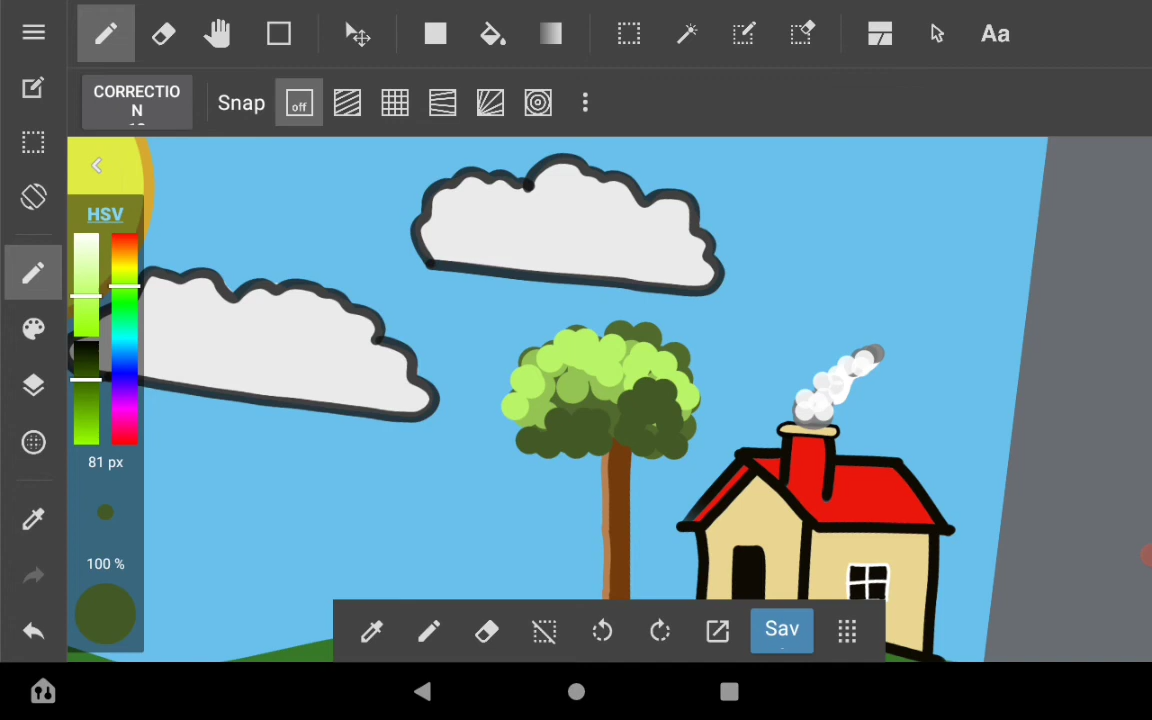 Aa
CORRECTIO
N
Snap
off
HSV
81 px
100 %
Sav